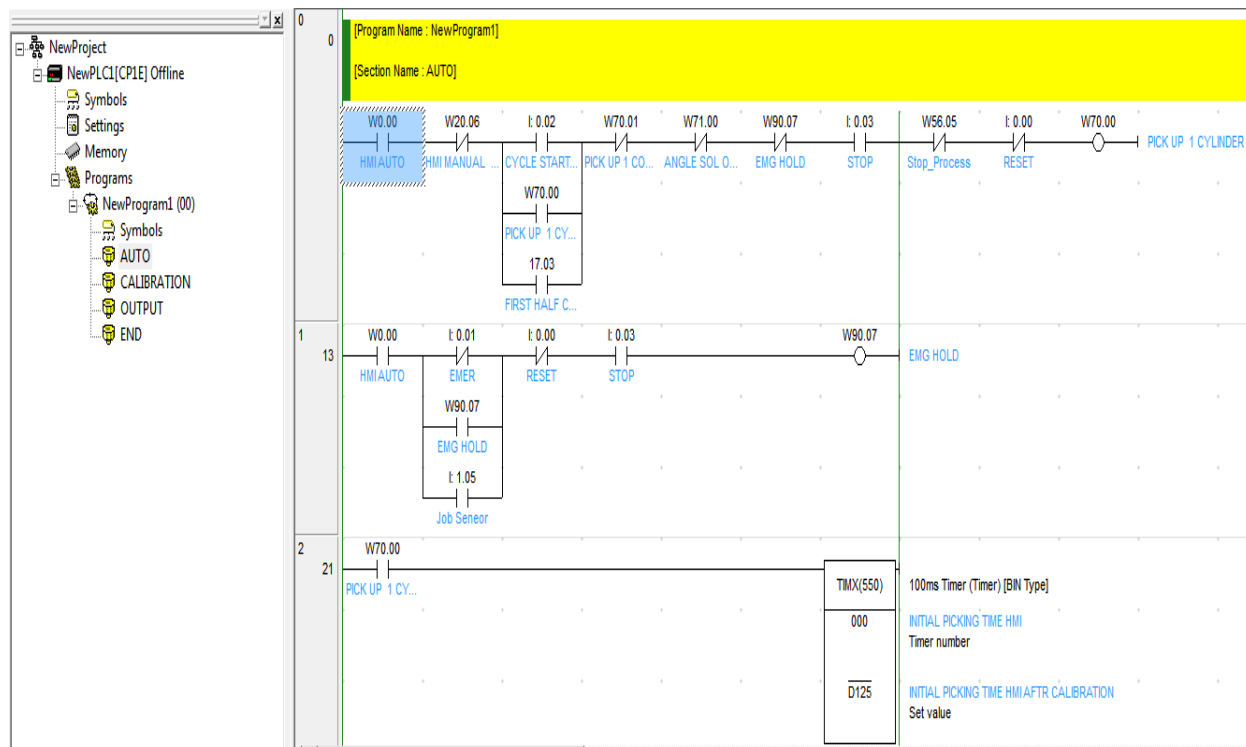 NewProject
NewPLC1[CP1E] Offline
Symbols
Settings
Memory
Programs
NewProgram1 (00)
Symbols
AUTO
CALIBRATION
OUTPUT
END
0
0
[Program Name : NewProgram1]
[Section Name : AUTO]
W0.00 W20.06 I: 0.02 W70.01 W71.00 W90.07 I: 0.03 W56.05 I: 0.00 W70.00
HMI AUTO HMI MANUAL ... CYCLE START... PICK UP 1 CO... ANGLE SOL O... EMG HOLD STOP Stop_Process RESET PICK UP 1 CYLINDER
W70.00
PICK UP 1 CY...
17.03
FIRST HALF C...
1
13
W0.00 I: 0.01 I: 0.00 I: 0.03 W90.07
HMI AUTO EMER RESET STOP EMG HOLD
W90.07
EMG HOLD
I: 1.05
Job Seneor
2
21
W70.00
PICK UP 1 CY...
TIMX(550) 100ms Timer (Timer) [BIN Type]
000 INITIAL PICKING TIME HMI
Timer number
D125 INITIAL PICKING TIME HMI AFTR CALIBRATION
Set value